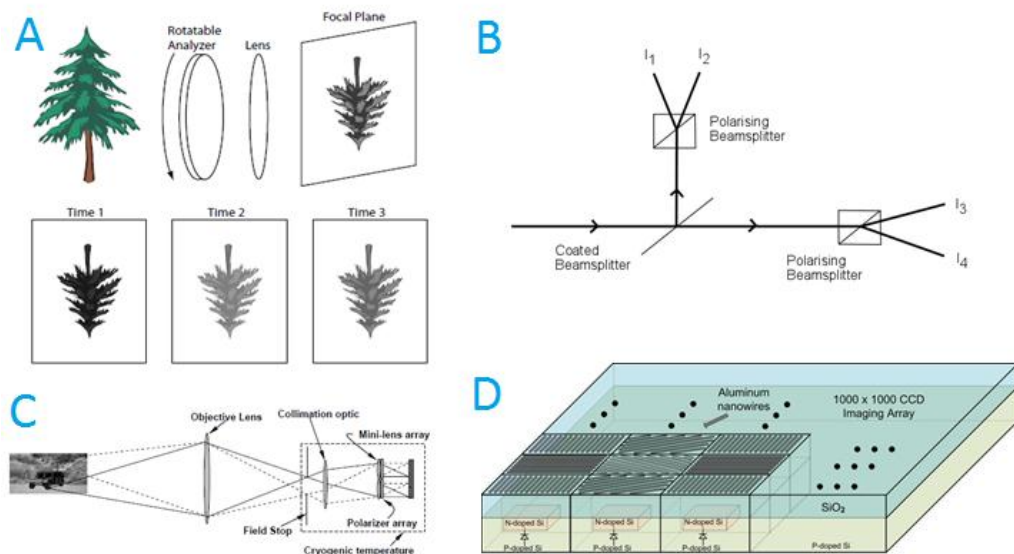 A
Rotatable
Analyzer
Lens
Focal Plane
Time 1
Time 2
Time 3
B
I1
I2
Polarising
Beamsplitter
Coated
Beamsplitter
Polarising
Beamsplitter
I3
I4
C
Objective Lens
Collimation optic
Mini-lens array
Field Stop
Polarizer array
Cryogenic temperature
D
Aluminum
nanowires
1000 x 1000 CCD
Imaging Array
SiO₂
N-doped Si
N-doped Si
N-doped Si
P-doped Si
P-doped Si
P-doped Si
P-doped Si